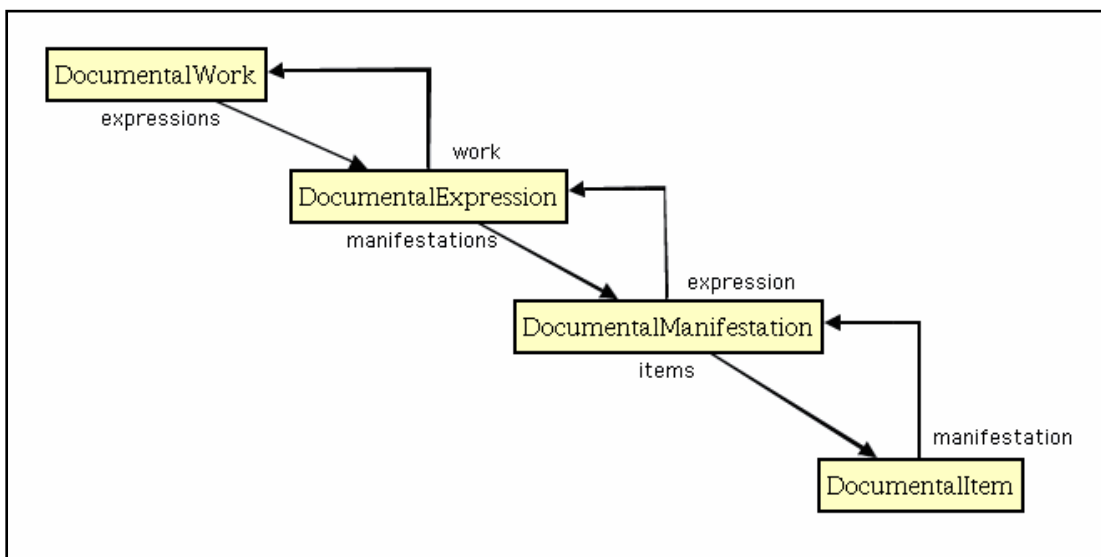 DocumentalWork
expressions
work
DocumentalExpression
manifestations
expression
DocumentalManifestation
items
manifestation
DocumentalItem